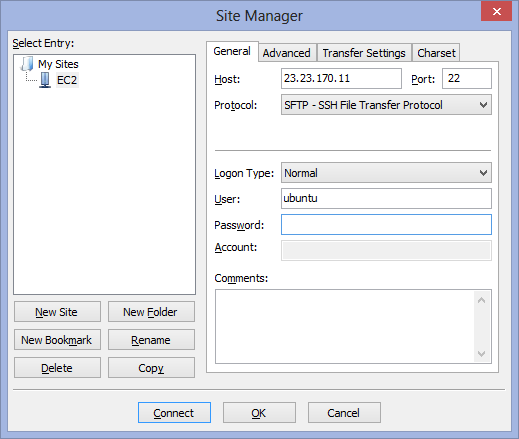 Site Manager
Select Entry:
My Sites
EC2
New Site
New Folder
New Bookmark
Rename
Delete
Copy
General
Advanced
Transfer Settings
Charset
Host:
23.23.170.11
Port:
22
Protocol:
SFTP - SSH File Transfer Protocol
Logon Type:
Normal
User:
ubuntu
Password:
Account:
Comments:
Connect
OK
Cancel